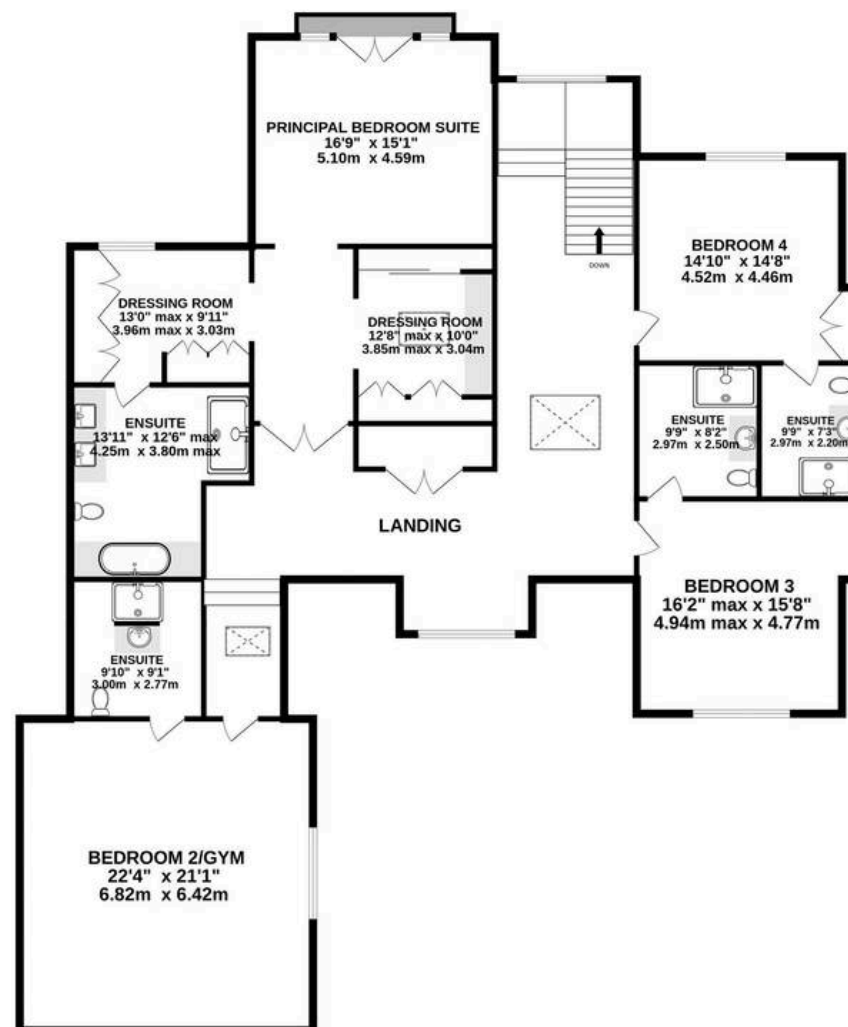 PRINCIPAL BEDROOM SUITE
16'9" x 15'1"
5.10m x 4.59m
BEDROOM 4
14'10" x 14'8"
4.52m x 4.46m
DOWN
DRESSING ROOM
13'0" max x 9'11"
3.96m max x 3.03m
DRESSING ROOM
12'8" max x 10'0"
3.85m max x 3.04m
ENSUITE
13'11" x 12'6" max
4.25m x 3.80m max
ENSUITE
9'9" x 8'2"
2.97m x 2.50m
ENSUITE
9'9" x 7'3"
2.97m x 2.20m
LANDING
BEDROOM 3
16'2" max x 15'8"
4.94m max x 4.77m
ENSUITE
9'10" x 9'1"
3.00m x 2.77m
BEDROOM 2/GYM
22'4" x 21'1"
6.82m x 6.42m